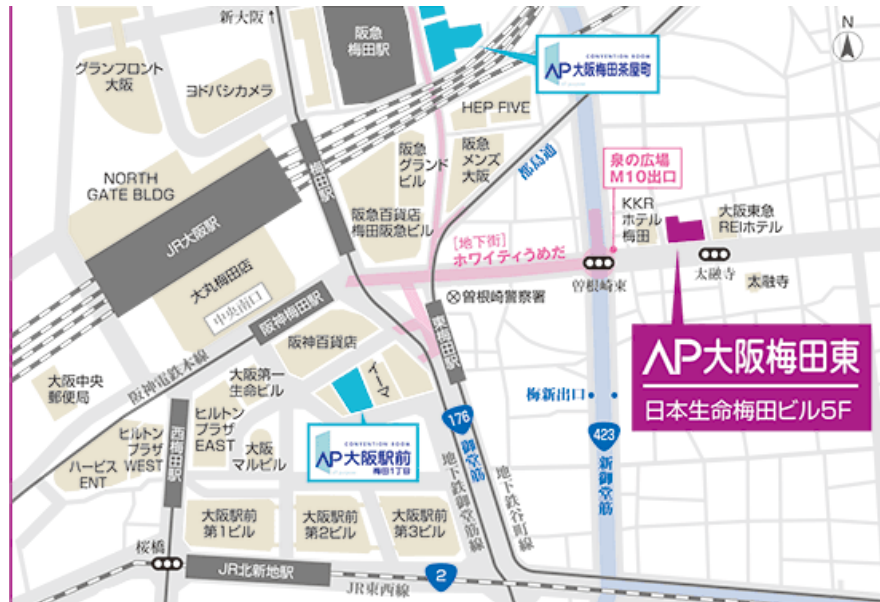 新大阪↑
阪急
梅田駅
グランフロント
大阪
ヨドバシカメラ
CONVENTION ROOM
AP大阪梅田茶屋町
N
HEP FIVE
NORTH
GATE BLDG
梅田駅
阪急
グランド
ビル
阪急
メンズ
大阪
都島通
泉の広場
M10出口
KKR
ホテル
梅田
大阪東急
REIホテル
JR大阪駅
阪急百貨店
梅田阪急ビル
[地下街]
ホワイティうめだ
大丸梅田店
中央南口
曽根崎警察署
曽根崎東
太融寺
太融寺
阪神梅田駅
東梅田駅
阪神百貨店
AP大阪梅田東
日本生命梅田ビル5F
大阪中央
郵便局
阪神電鉄本線
大阪第一
生命ビル
イーマ
梅新出口
ヒルトン
プラザ
EAST
ヒルトン
プラザ
WEST
大阪
マルビル
西梅田駅
ハービス
ENT
CONVENTION ROOM
AP大阪駅前
梅田1丁目
176
御堂筋
423
新御堂筋
地下鉄御堂筋線
地下鉄谷町線
大阪駅前
第1ビル
大阪駅前
第2ビル
大阪駅前
第3ビル
桜橋
JR北新地駅
2
JR東西線